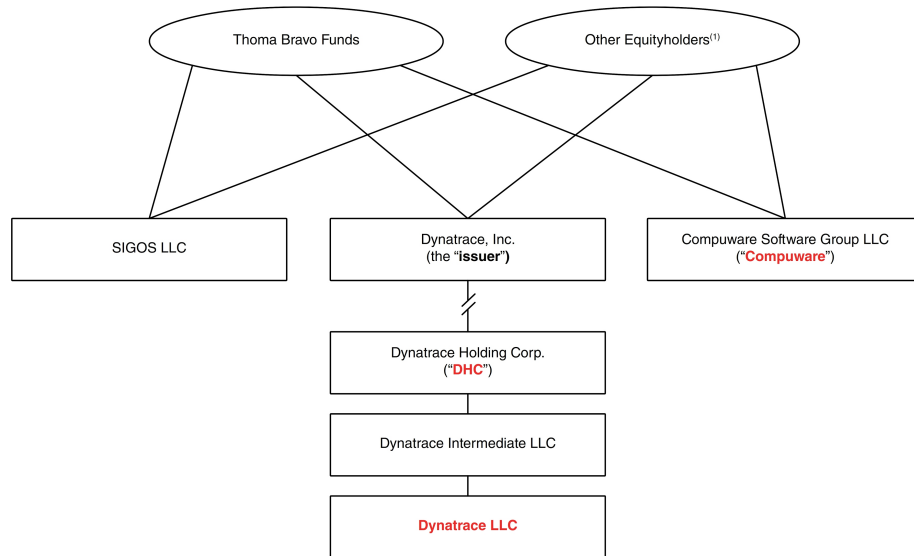 Thoma Bravo Funds
Other Equityholders(1)
SIGOS LLC
Dynatrace, Inc.
(the “issuer”)
Compuware Software Group LLC
(“Compuware”)
Dynatrace Holding Corp.
(“DHC”)
Dynatrace Intermediate LLC
Dynatrace LLC